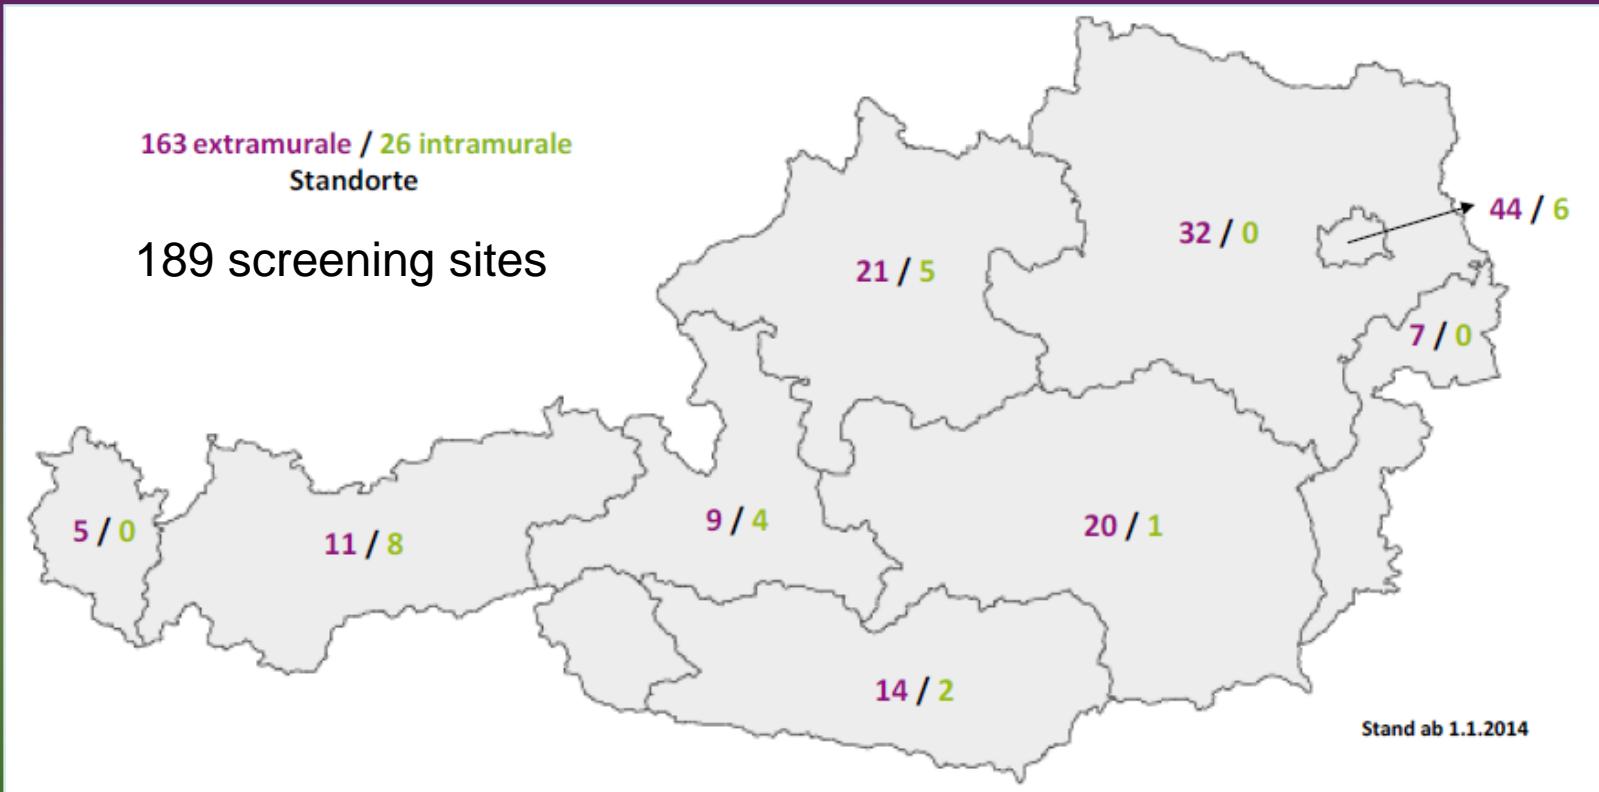 163 extramurale / 26 intramurale
Standorte
189 screening sites
44 / 6
32 / 0
21 / 5
7 / 0
9 / 4
20 / 1
5 / 0
11 / 8
14 / 2
Stand ab 1.1.2014